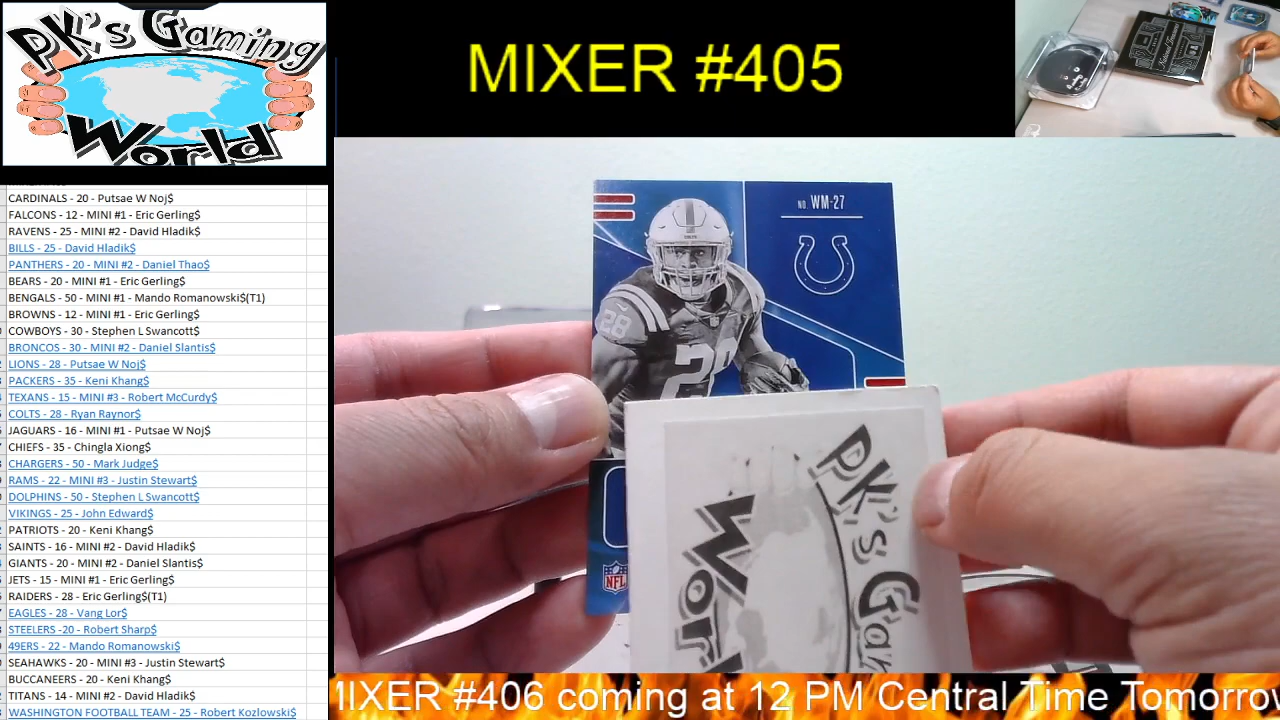 PK's Gaming
World
MIXER #405
CARDINALS - 20 - Putsae W Noj$
FALCONS - 12 - MINI #1 - Eric Gerling$
RAVENS - 25 - MINI #2 - David Hladik$
BILLS - 25 - David Hladik$
PANTHERS - 20 - MINI #2 - Daniel Thao$
BEARS - 20 - MINI #1 - Eric Gerling$
BENGALS - 50 - MINI #1 - Mando Romanowski$(T1)
BROWNS - 12 - MINI #1 - Eric Gerling$
COWBOYS - 30 - Stephen L Swancott$
BRONCOS - 30 - MINI #2 - Daniel Slantis$
LIONS - 28 - Putsae W Noj$
PACKERS - 35 - Keni Khang$
TEXANS - 15 - MINI #3 - Robert McCurdy$
COLTS - 28 - Ryan Raynor$
JAGUARS - 16 - MINI #1 - Putsae W Noj$
CHIEFS - 35 - Chingla Xiong$
CHARGERS - 50 - Mark Judge$
RAMS - 22 - MINI #3 - Justin Stewart$
DOLPHINS - 50 - Stephen L Swancott$
VIKINGS - 25 - John Edward$
PATRIOTS - 20 - Keni Khang$
SAINTS - 16 - MINI #2 - David Hladik$
GIANTS - 20 - MINI #2 - Daniel Slantis$
JETS - 15 - MINI #1 - Eric Gerling$
RAIDERS - 28 - Eric Gerling$(T1)
EAGLES - 28 - Vang Lor$
STEELERS -20 - Robert Sharp$
49ERS - 22 - Mando Romanowski$
SEAHAWKS - 20 - MINI #3 - Justin Stewart$
BUCCANEERS - 20 - Keni Khang$
TITANS - 14 - MINI #2 - David Hladik$
WASHINGTON FOOTBALL TEAM - 25 - Robert Kozlowski$
NO. WM-27
28
28
NFL
PK's Gam
World
MIXER #406 coming at 12 PM Central Time Tomorrow